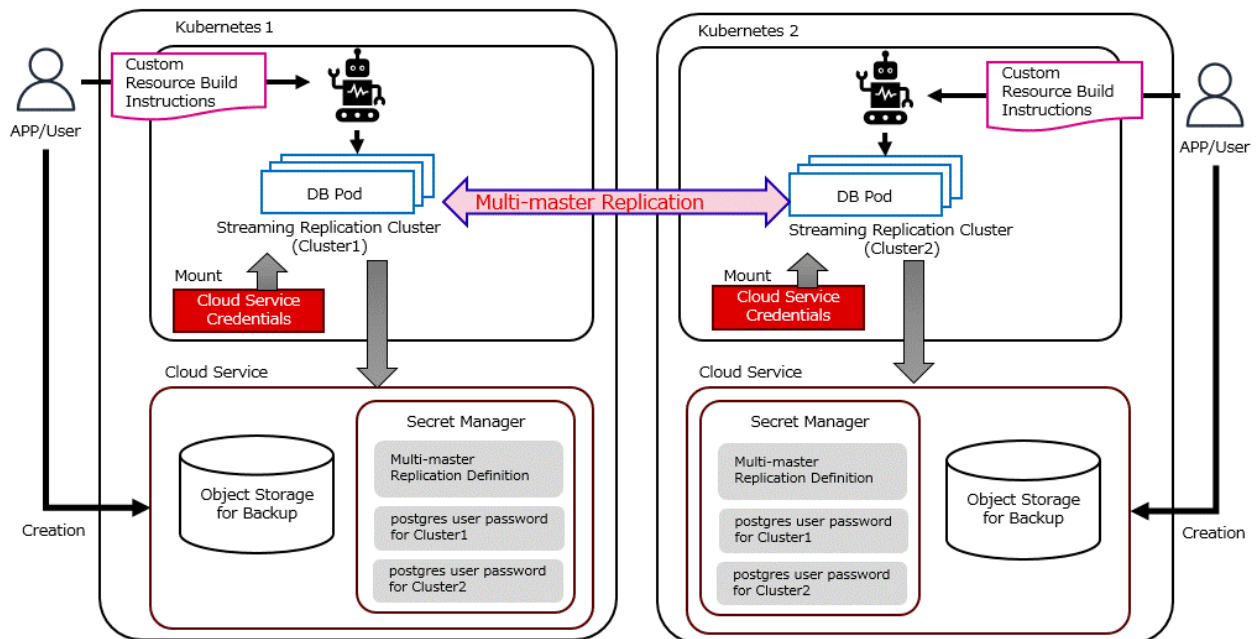 Kubernetes 1
Custom
Resource Build
Instructions
APP/User
DB Pod
Streaming Replication Cluster
(Cluster1)
Mount
Cloud Service
Credentials
Multi-master Replication
Kubernetes 2
Custom
Resource Build
Instructions
APP/User
DB Pod
Streaming Replication Cluster
(Cluster2)
Mount
Cloud Service
Credentials
Cloud Service
Object Storage
for Backup
Creation
Secret Manager
Multi-master
Replication Definition
postgres user password
for Cluster1
postgres user password
for Cluster2
Cloud Service
Secret Manager
Multi-master
Replication Definition
postgres user password
for Cluster1
postgres user password
for Cluster2
Object Storage
for Backup
Creation